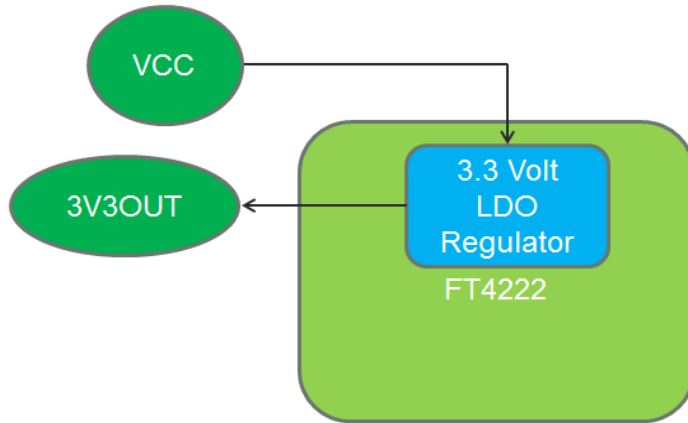 VCC
3V3OUT
3.3 Volt
LDO
Regulator
FT4222